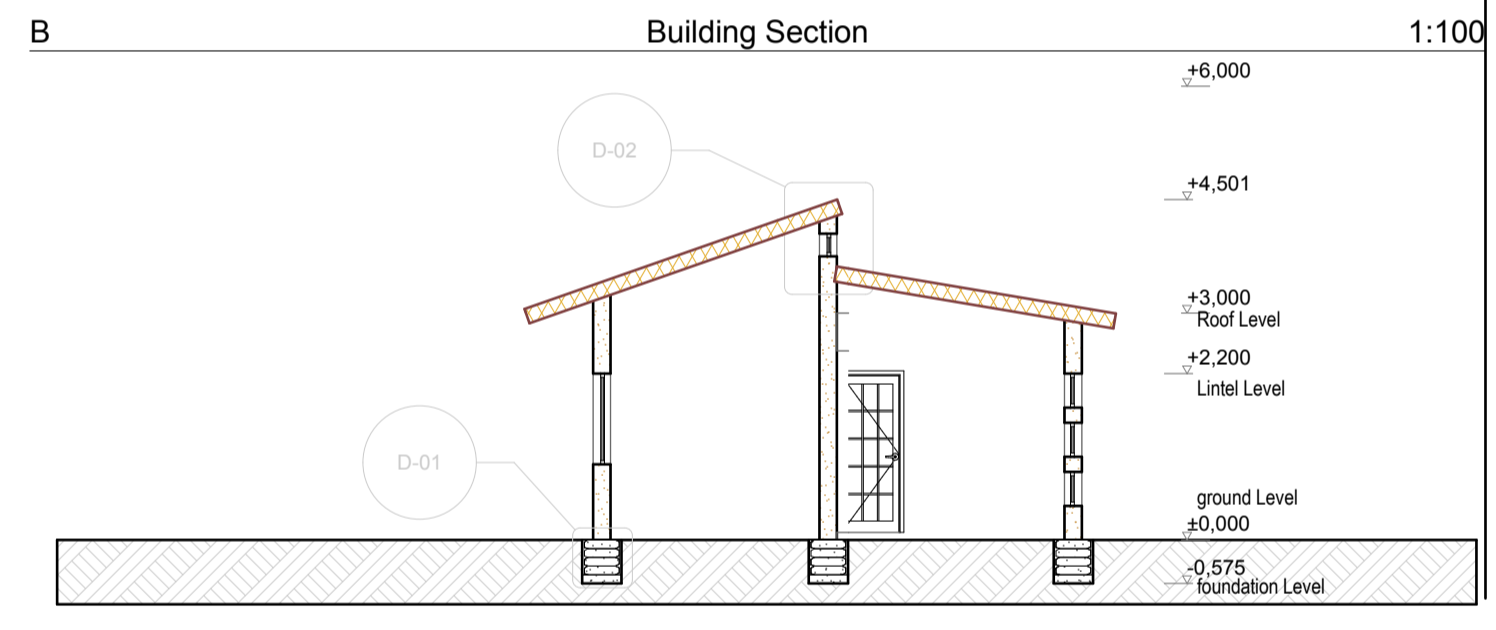 B Building Section 1:100
+6,000
D-02
+4,501
+3,000
Roof Level
+2,200
Lintel Level
D-01
ground Level
±0,000
-0,575
foundation Level